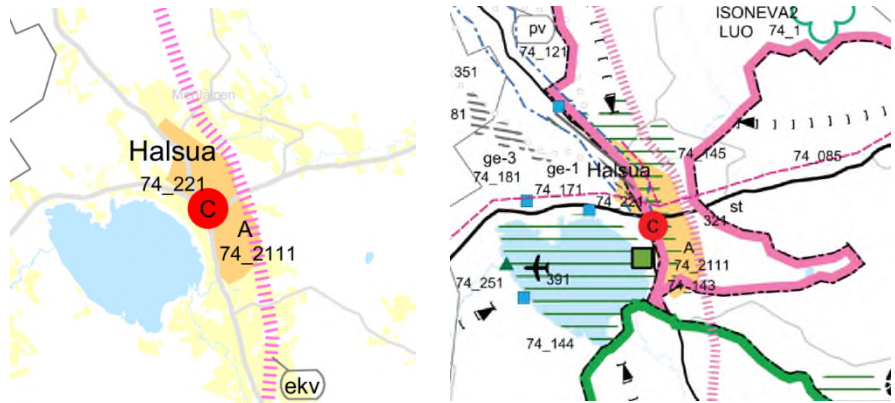 Meriläinen
Halsua
74_221
C
A
74_2111
ekv
ISONEVA2
LUO 74_1
pv
74_121
351
81
74_145
74_085
ge-3
74_181
ge-1
74_171
Halsua
74_221
st
321
C
A
74_2111
74_143
74_251
391
74_144